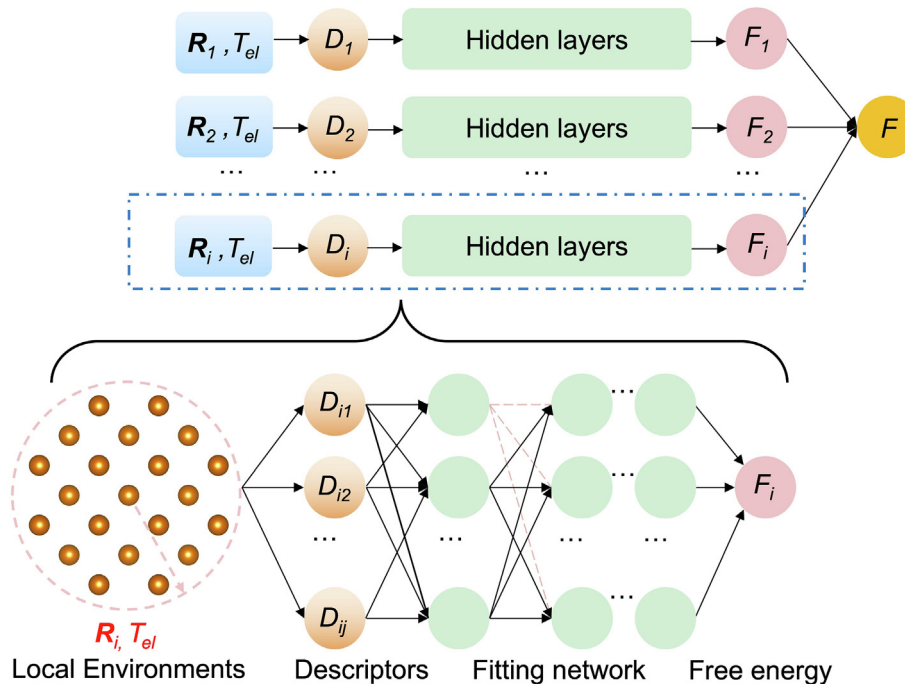 R1 , Tel D1 Hidden layers F1
R2 , Tel D2 Hidden layers F2 F
... ... ... ...
Ri , Tel Di Hidden layers Fi
Di1 ... 
Di2 ... Fi
... ... ... ...
Dij ...
Ri, Tel
Local Environments Descriptors Fitting network Free energy